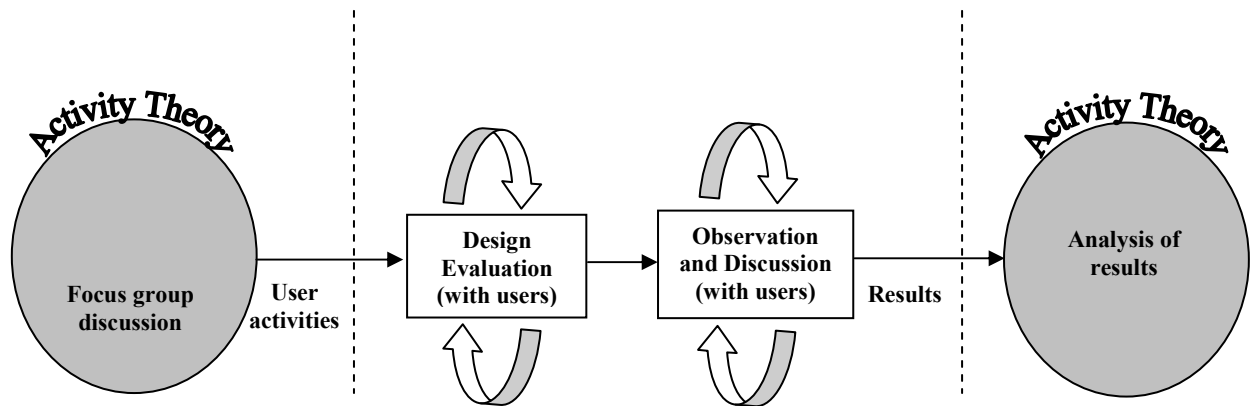 Activity Theory
Focus group
discussion
User
activities
Design
Evaluation
(with users)
Observation
and Discussion
(with users)
Results
Activity Theory
Analysis of
results